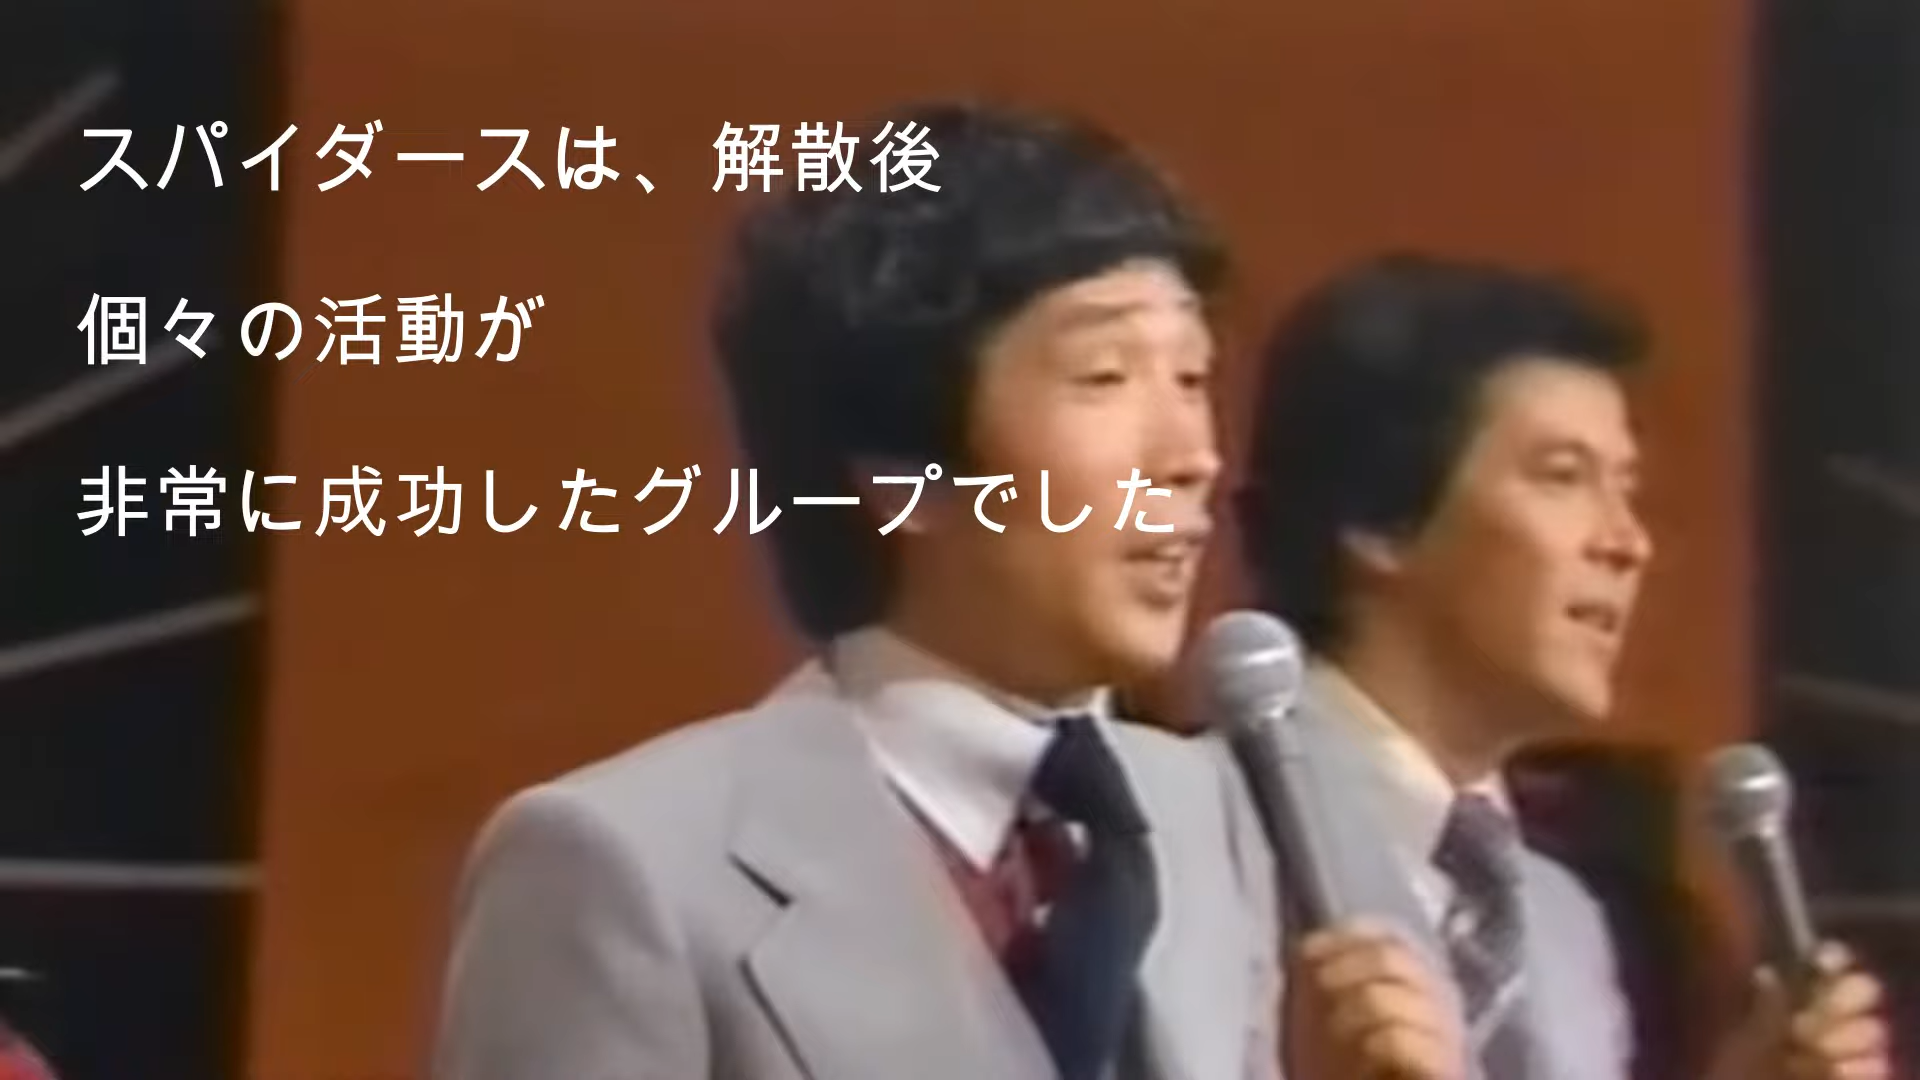 スパイダースは、解散後
個々の活動が
非常に成功したグループでした